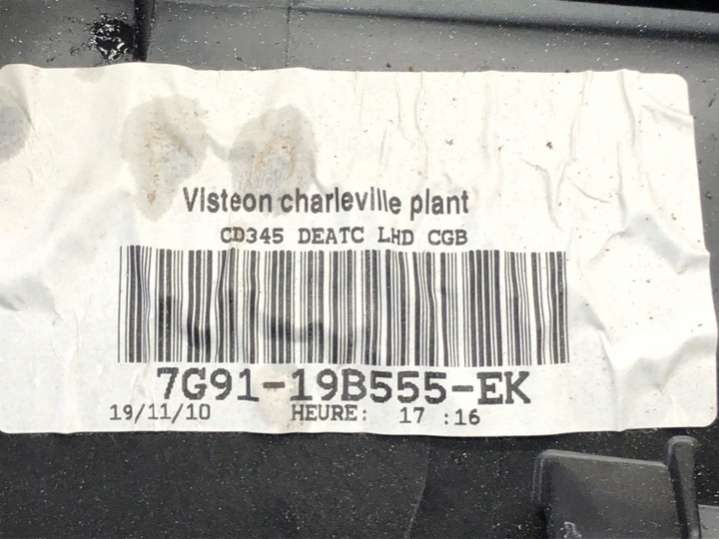 Visteon charleville plant
CD345 DEATC LHD CGB
7G91-19B555-EK
19/11/10 HEURE: 17 :16